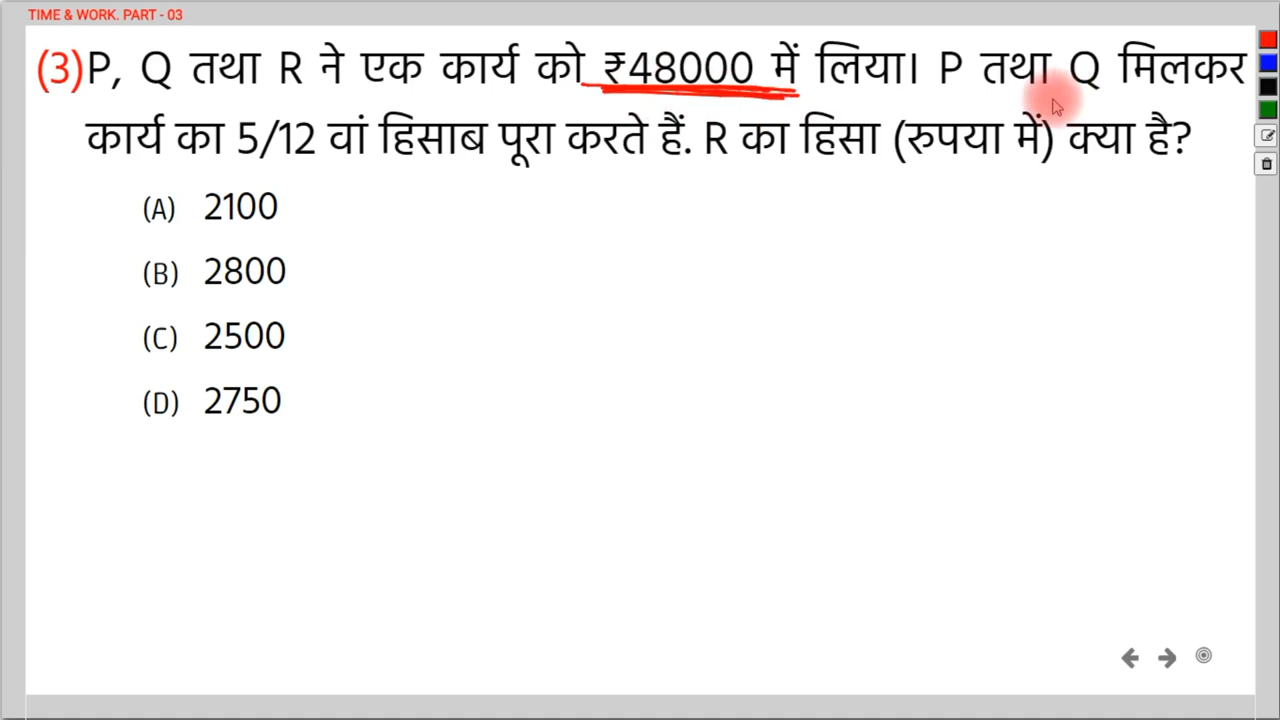 TIME & WORK. PART - 03
(3)P, Q तथा R ने एक कार्य को ₹48000 में लिया। P तथा Q मिलकर
कार्य का 5/12 वां हिसाब पूरा करते हैं. R का हिसा (रुपया में) क्या है?
(A) 2100
(B) 2800
(C) 2500
(D) 2750